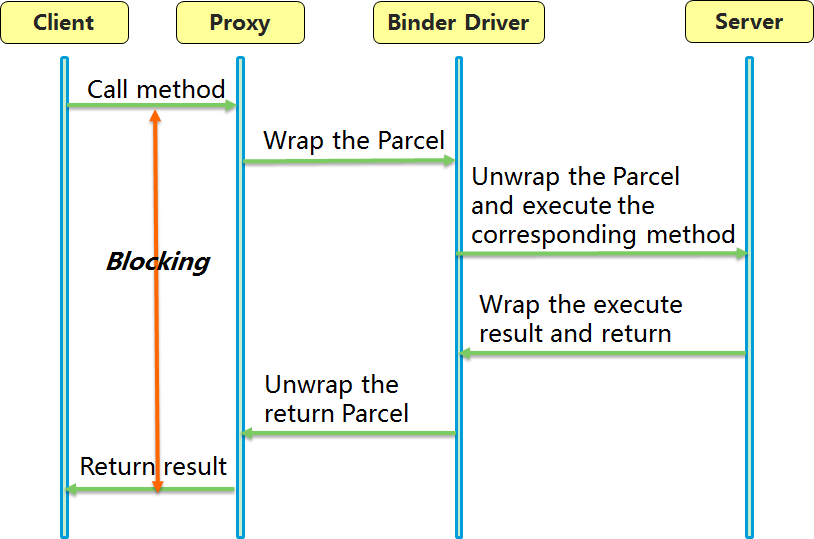 Client
Proxy
Binder Driver
Server
Call method
Wrap the Parcel
Unwrap the Parcel
and execute the
corresponding method
Blocking
Wrap the execute
result and return
Unwrap the
return Parcel
Return result